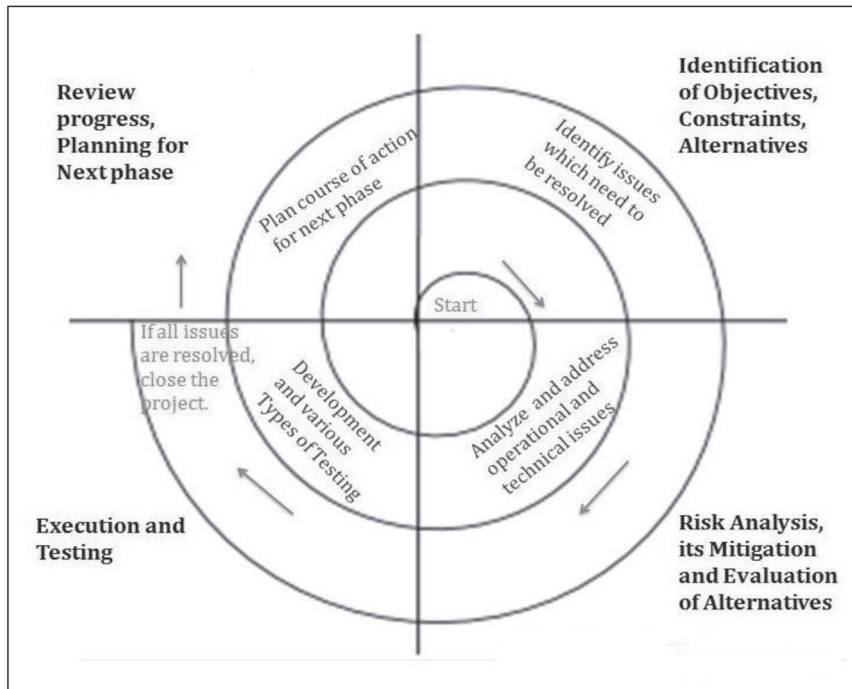 Review
progress,
Planning for
Next phase
Identification
of Objectives,
Constraints,
Alternatives
Plan course of action
for next phase
Identify issues
which need to
be resolved
Start
If all issues
are resolved,
close the
project.
Development
and various
Types of Testing
Analyze and address
operational and
technical issues
Execution and
Testing
Risk Analysis,
its Mitigation
and Evaluation
of Alternatives